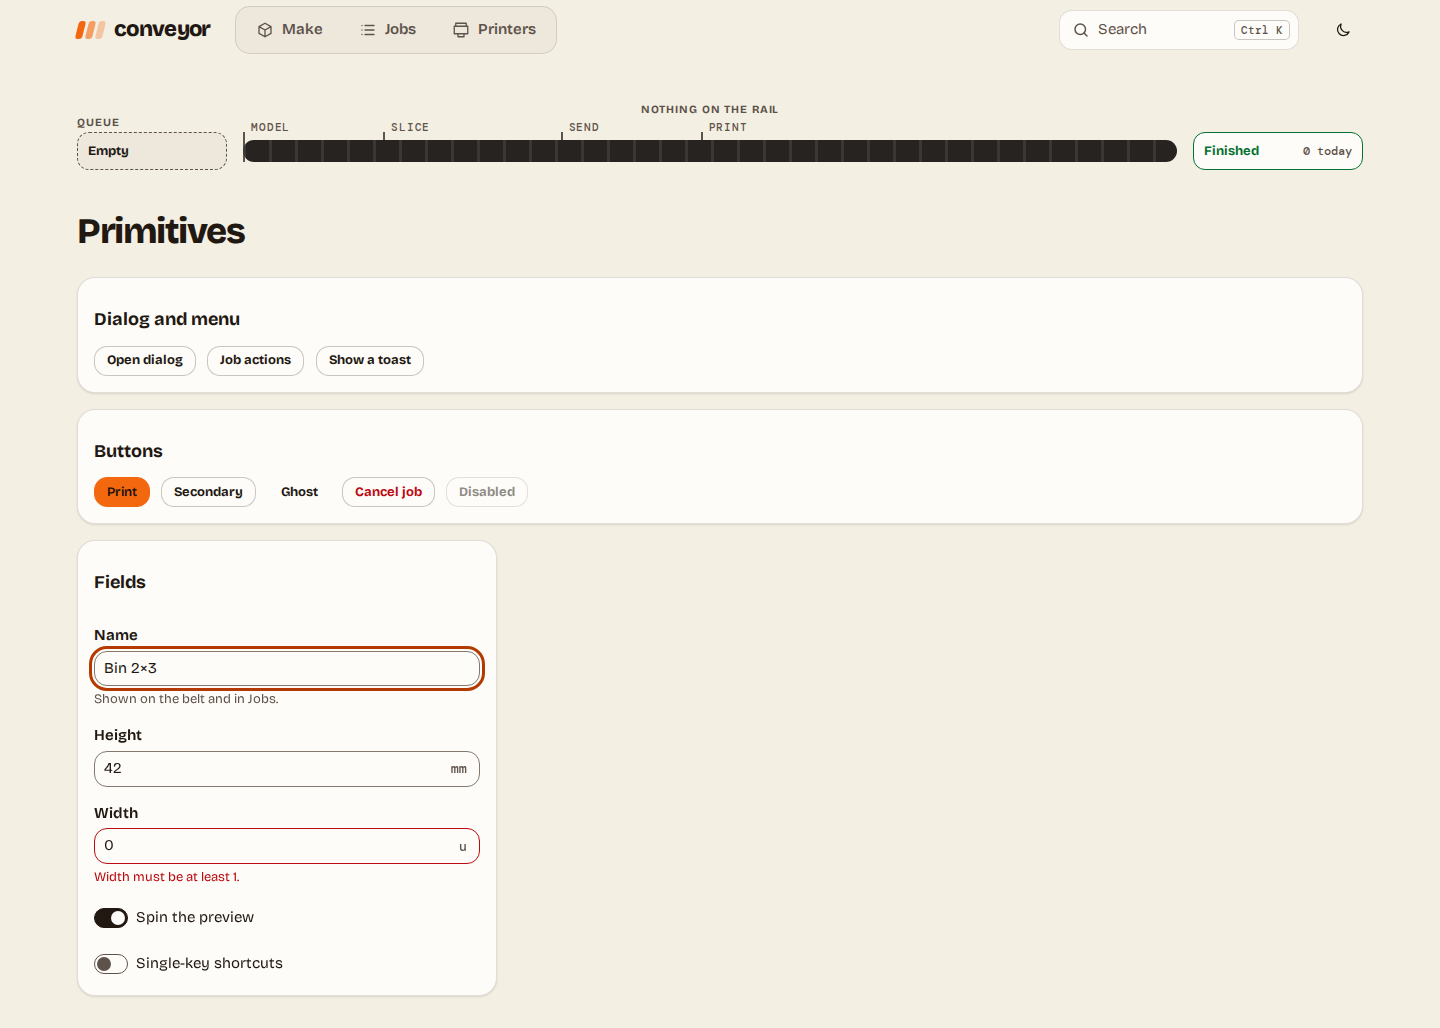 conveyor
Make
Jobs
Printers
Search
Ctrl K
NOTHING ON THE RAIL
QUEUE
MODEL
SLICE
SEND
PRINT
Empty
Finished
0 today
Primitives
Dialog and menu
Open dialog
Job actions
Show a toast
Buttons
Print
Secondary
Ghost
Cancel job
Disabled
Fields
Name
Bin 2×3
Shown on the belt and in Jobs.
Height
42
mm
Width
0
u
Width must be at least 1.
Spin the preview
Single-key shortcuts